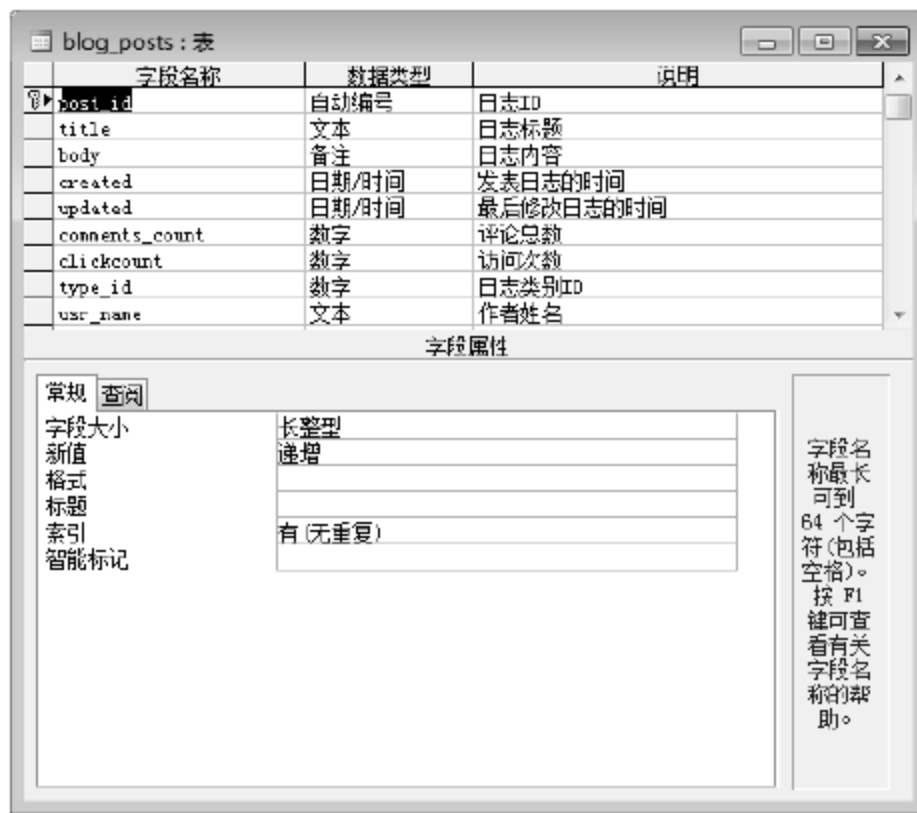 blog_posts : 表
字段名称 数据类型 说明
post_id 自动编号 日志ID
title 文本 日志标题
body 备注 日志内容
created 日期/时间 发表日志的时间
updated 日期/时间 最后修改日志的时间
comments_count 数字 评论总数
clickcount 数字 访问次数
type_id 数字 日志类别ID
usr_name 文本 作者姓名
字段属性
常规 查阅
字段大小 长整型
新值 递增
格式
标题
索引 有(无重复)
智能标记
字段名
称最长
可到
64 个字
符(包括
空格)。
按 F1
键可查
看有关
字段名
称的帮
助。